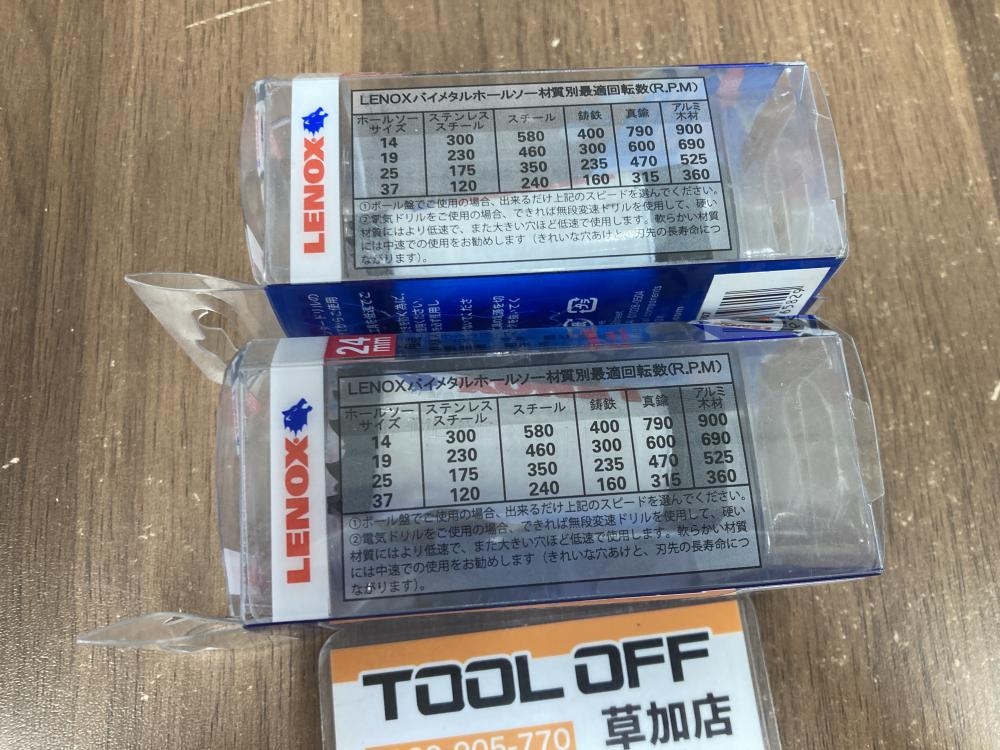 LENOX
LENOXバイメタルホールソー材質別最適回転数(R.P.M)
ホールソーサイズ ステンレススチール スチール 鋳鉄 真鍮 アルミ木材
14 300 580 400 790 900
19 230 460 300 600 690
25 175 350 235 470 525
37 120 240 160 315 360
①ボール盤でご使用の場合、出来るだけ上記のスピードを選んでください。
②電気ドリルをご使用の場合、できれば無段変速ドリルを使用して、硬い
材質にはより低速で、また大きい穴ほど低速で使用します。軟らかい材質
には中速での使用をお勧めします（きれいな穴あけと、刃先の長寿命につ
ながります）。
24
mm
LENOX
LENOXバイメタルホールソー材質別最適回転数(R.P.M)
ホールソーサイズ ステンレススチール スチール 鋳鉄 真鍮 アルミ木材
14 300 580 400 790 900
19 230 460 300 600 690
25 175 350 235 470 525
37 120 240 160 315 360
①ボール盤でご使用の場合、出来るだけ上記のスピードを選んでください。
②電気ドリルをご使用の場合、できれば無段変速ドリルを使用して、硬い
材質にはより低速で、また大きい穴ほど低速で使用します。軟らかい材質
には中速での使用をお勧めします（きれいな穴あけと、刃先の長寿命につ
ながります）。
TOOL OFF
草加店